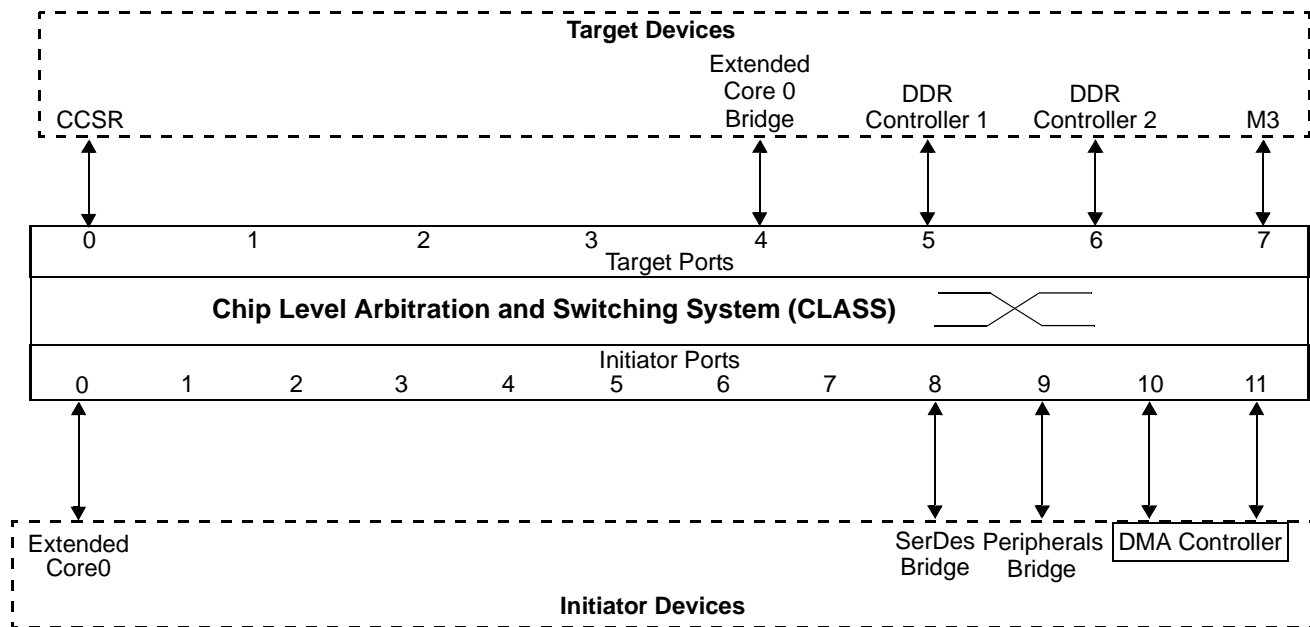 Target Devices
CCSR
Extended
Core 0
Bridge
DDR
Controller 1
DDR
Controller 2
M3
0 1 2 3 4 5 6 7
Target Ports
Chip Level Arbitration and Switching System (CLASS)
Initiator Ports
0 1 2 3 4 5 6 7 8 9 10 11
Extended
Core0
SerDes
Bridge
Peripherals
Bridge
DMA Controller
Initiator Devices